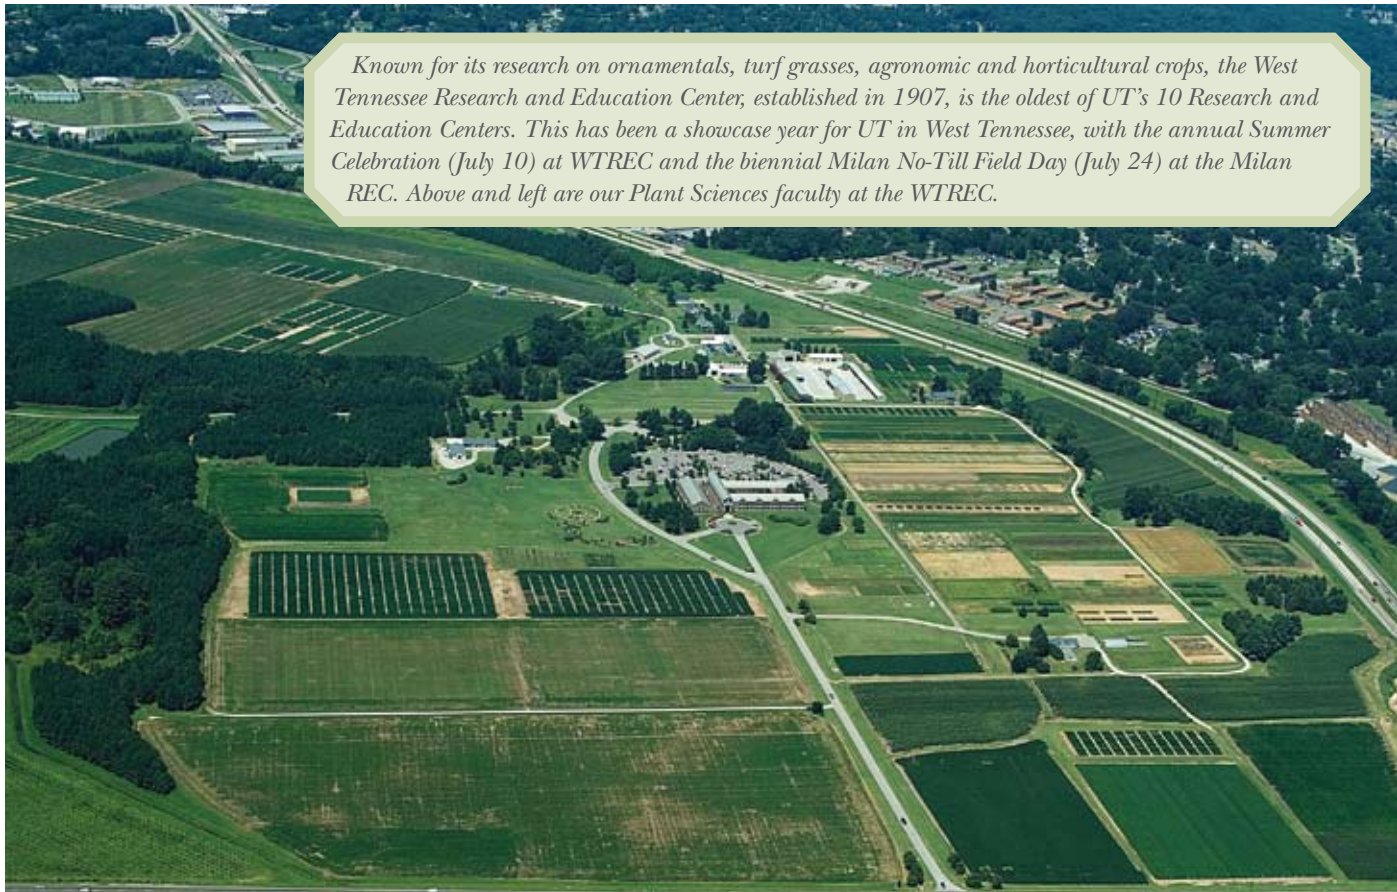 Known for its research on ornamentals, turf grasses, agronomic and horticultural crops, the West
Tennessee Research and Education Center, established in 1907, is the oldest of UT's 10 Research and
Education Centers. This has been a showcase year for UT in West Tennessee, with the annual Summer
Celebration (July 10) at WTREC and the biennial Milan No-Till Field Day (July 24) at the Milan
REC. Above and left are our Plant Sciences faculty at the WTREC.